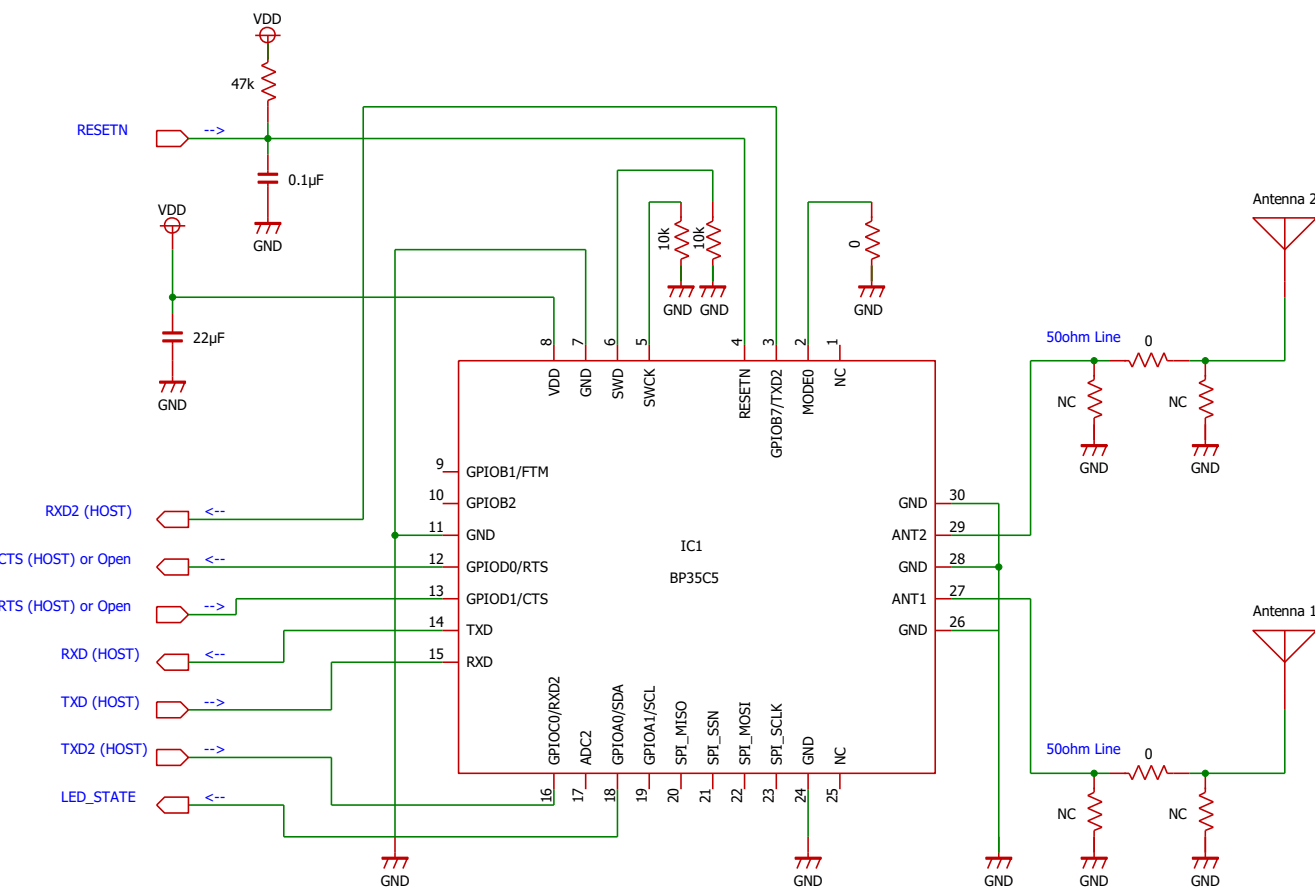 VDD
47k
RESETN
-->
0.1µF
GND
VDD
22µF
GND
10k
10k
GND
GND
0
GND
8
7
6
5
4
3
2
1
VDD
GND
SWD
SWCK
RESETN
GPIOB7/TXD2
MODE0
NC
Antenna 2
50ohm Line
0
NC
NC
GND
GND
9
GPIOB1/FTM
10
GPIOB2
11
GND
12
GPIOD0/RTS
13
GPIOD1/CTS
14
TXD
15
RXD
RXD2 (HOST)
<--
CTS (HOST) or Open
<--
RTS (HOST) or Open
-->
RXD (HOST)
<--
TXD (HOST)
-->
TXD2 (HOST)
-->
LED_STATE
<--
IC1
BP35C5
GND
30
ANT2
29
GND
28
ANT1
27
GND
26
GPIOC0/RXD2
ADC2
GPIOA0/SDA
GPIOA1/SCL
SPI_MISO
SPI_SSN
SPI_MOSI
SPI_SCLK
GND
NC
16
17
18
19
20
21
22
23
24
25
Antenna 1
50ohm Line
0
NC
NC
GND
GND
GND
GND
GND